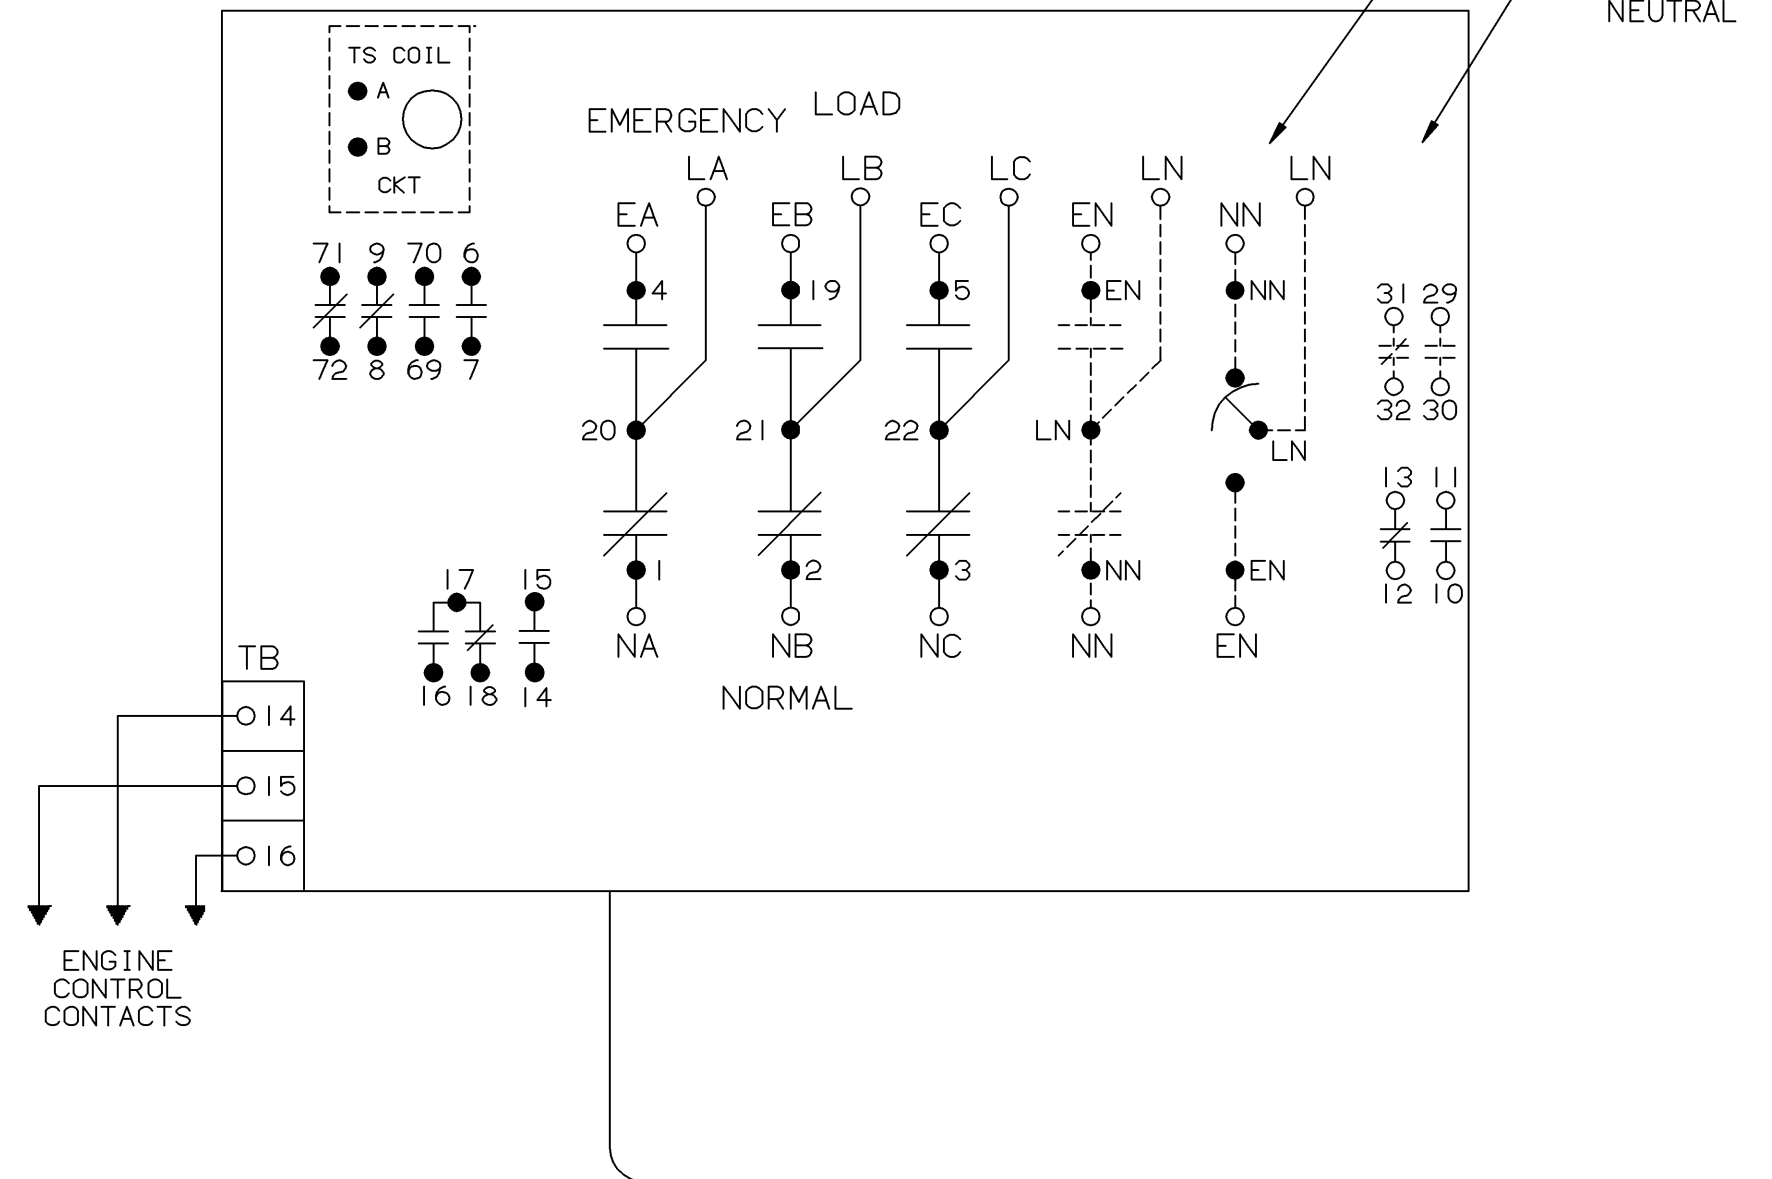 NEUTRAL
TS COIL
A
B
CKT
EMERGENCY LOAD
LA LB LC LN LN
EA EB EC EN NN
71 9 70 6
4 19 5 EN NN
31 29
72 8 69 7
32 30
20 21 22 LN LN
13 11
1 2 3 NN EN
17 15
12 10
NA NB NC NN EN
TB
16 18 14
NORMAL
14
15
16
ENGINE
CONTROL
CONTACTS